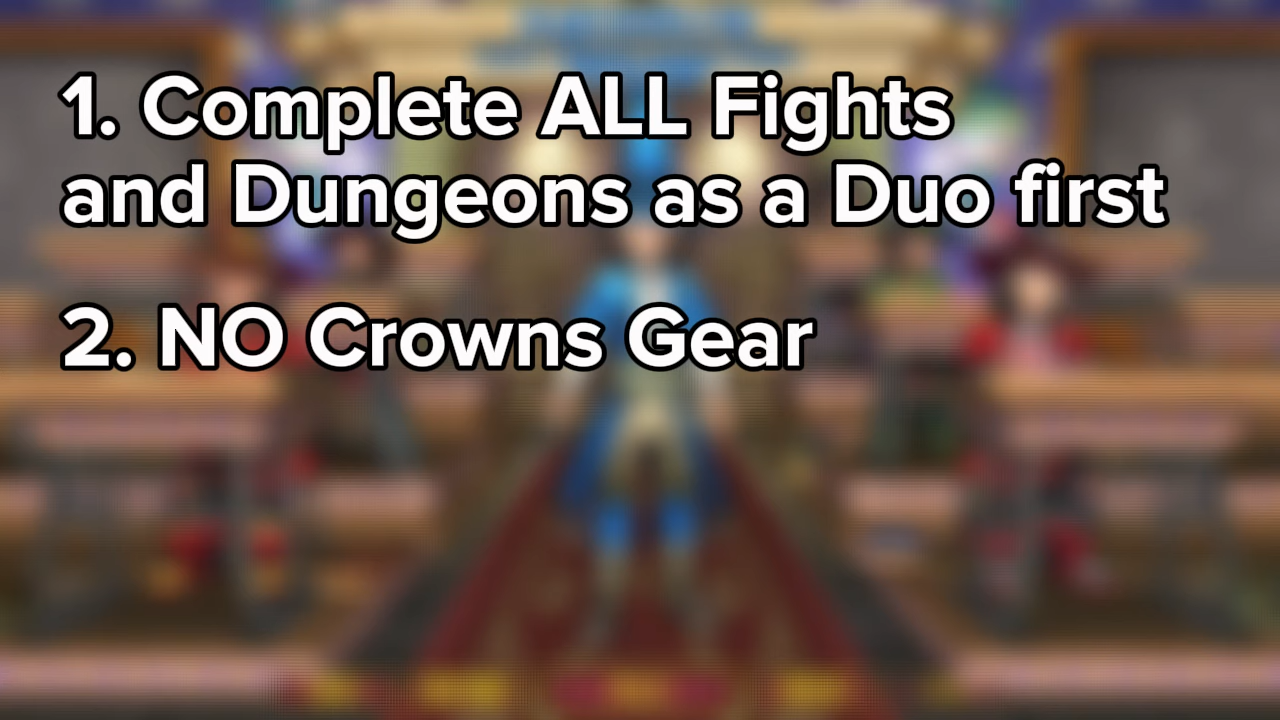 1. Complete ALL Fights
and Dungeons as a Duo first
2. NO Crowns Gear